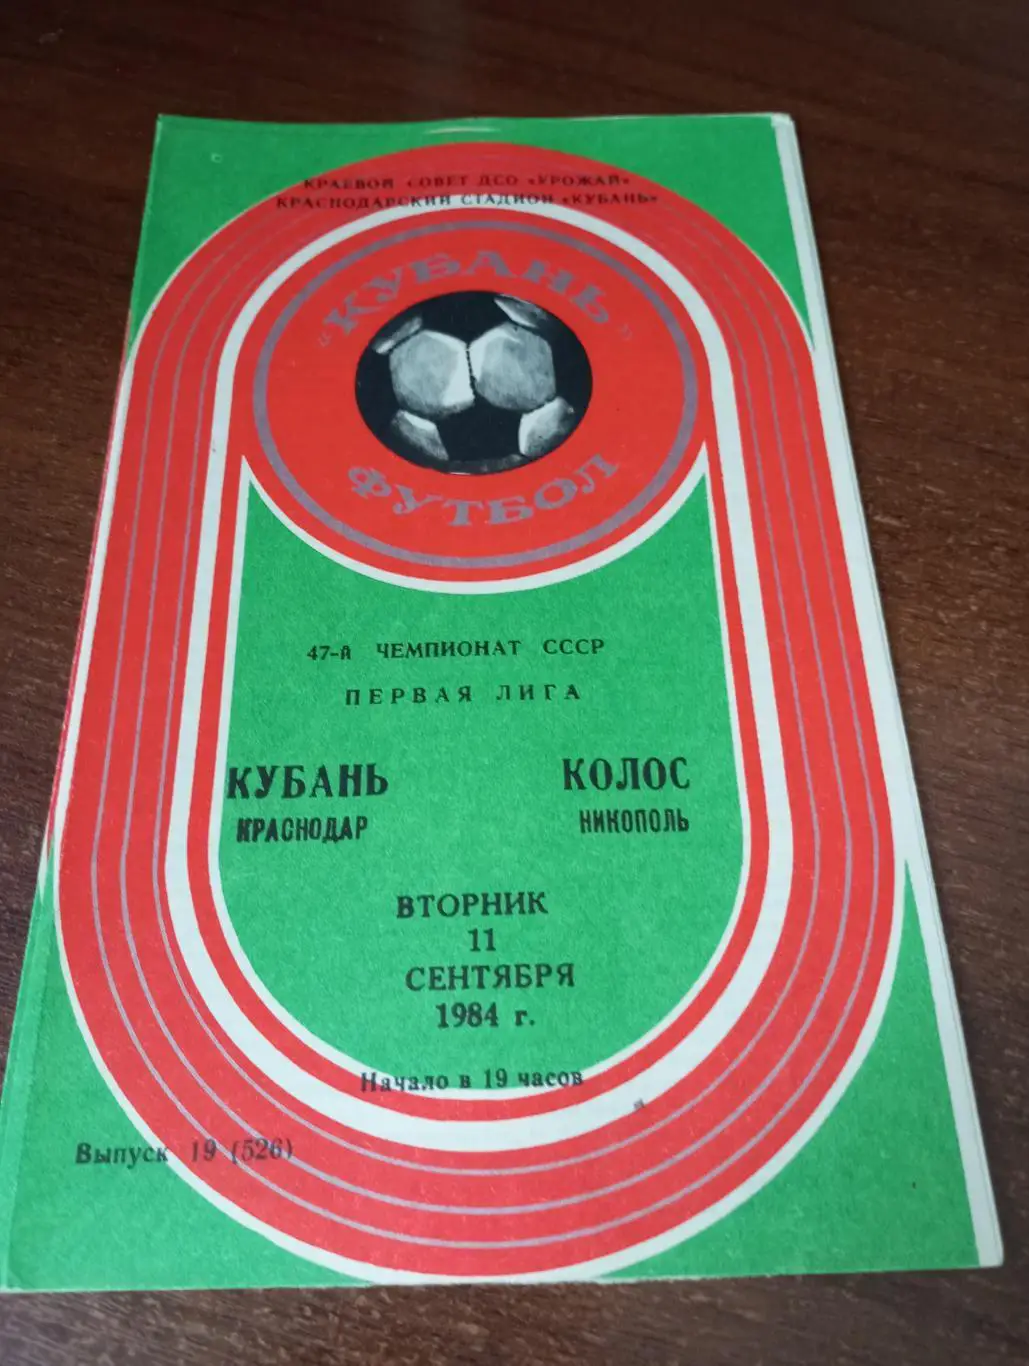 КРАЕВОЙ СОВЕТ ДСО «УРОЖАЙ»
КРАСНОДАРСКИЙ СТАДИОН «КУБАНЬ»
«КУБАНЬ»
ФУТБОЛ
47-й ЧЕМПИОНАТ СССР
ПЕРВАЯ ЛИГА
КУБАНЬ КОЛОС
КРАСНОДАР НИКОПОЛЬ
ВТОРНИК
11
СЕНТЯБРЯ
1984 г.
Начало в 19 часов
Выпуск 19 (526)